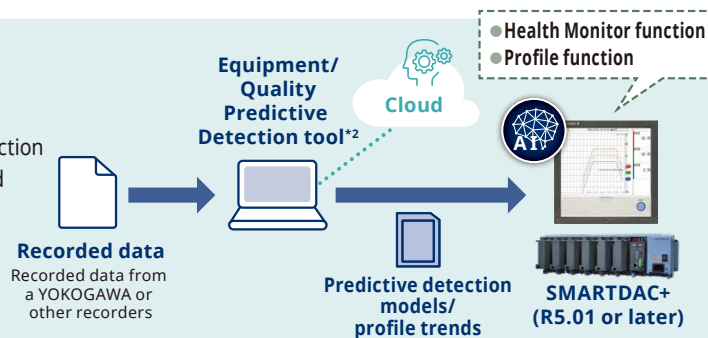 ● Health Monitor function
● Profile function
Equipment/
Quality
Predictive
Detection tool*2
Cloud
AI
Recorded data
Recorded data from
a YOKOGAWA or
other recorders
Predictive detection
models/
profile trends
SMARTDAC+
(R5.01 or later)